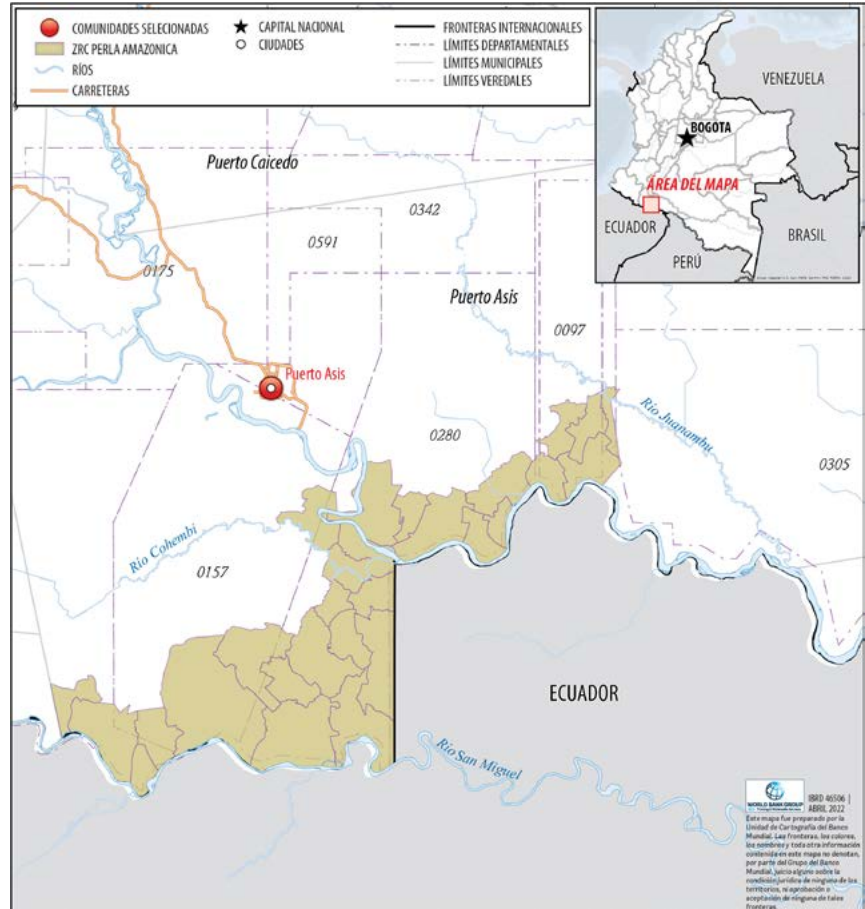 COMUNIDADES SELECIONADAS
ZRC PERLA AMAZONICA
RÍOS
CARRETERAS
CAPITAL NACIONAL
CIUDADES
FRONTERAS INTERNACIONALES
LÍMITES DEPARTAMENTALES
LÍMITES MUNICIPALES
LÍMITES VEREDALES
VENEZUELA
BOGOTA
ÁREA DEL MAPA
ECUADOR
BRASIL
PERÚ
Puerto Caicedo
0342
0591
0175
Puerto Asis
0097
Puerto Asis
Rio Juanambu
0280
0305
Rio Cohembi
0157
ECUADOR
Rio San Miguel
WORLD BANK GROUP
IBRD 46506 |
ABRIL 2022
Este mapa fue preparado por la
Unidad de Cartografía del Banco
Mundial. Las fronteras, los colores,
los nombres y toda otra información
contenida en este mapa no denotan,
por parte del Grupo del Banco
Mundial, juicio alguno sobre la
condición jurídica de ninguno de los
territorios, ni aprobación o
aceptación de ninguna de tales
fronteras.